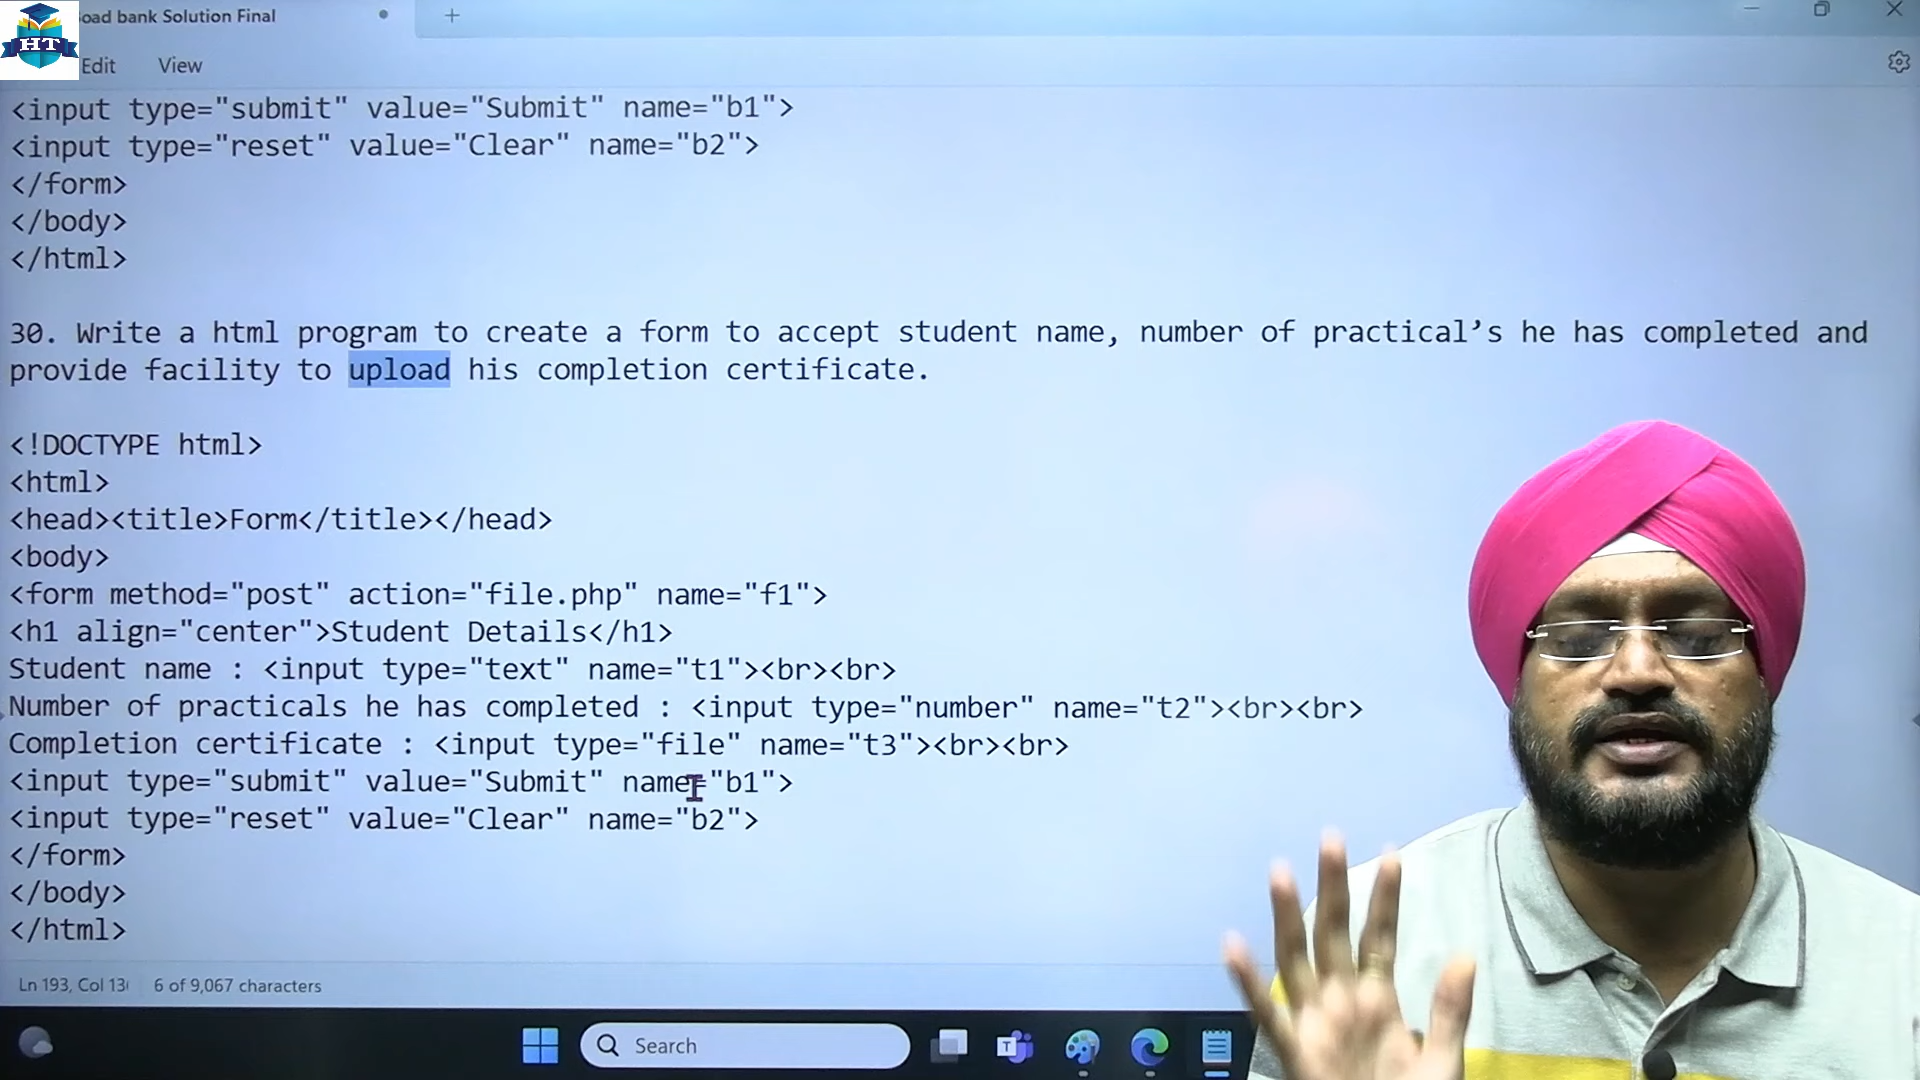 HT
oad bank Solution Final
Edit View
<input type="submit" value="Submit" name="b1">
<input type="reset" value="Clear" name="b2">
</form>
</body>
</html>
30. Write a html program to create a form to accept student name, number of practical’s he has completed and
provide facility to upload his completion certificate.
<!DOCTYPE html>
<html>
<head><title>Form</title></head>
<body>
<form method="post" action="file.php" name="f1">
<h1 align="center">Student Details</h1>
Student name : <input type="text" name="t1"><br><br>
Number of practicals he has completed : <input type="number" name="t2"><br><br>
Completion certificate : <input type="file" name="t3"><br><br>
<input type="submit" value="Submit" name="b1">
<input type="reset" value="Clear" name="b2">
</form>
</body>
</html>
Ln 193, Col 13 6 of 9,067 characters
Search
T